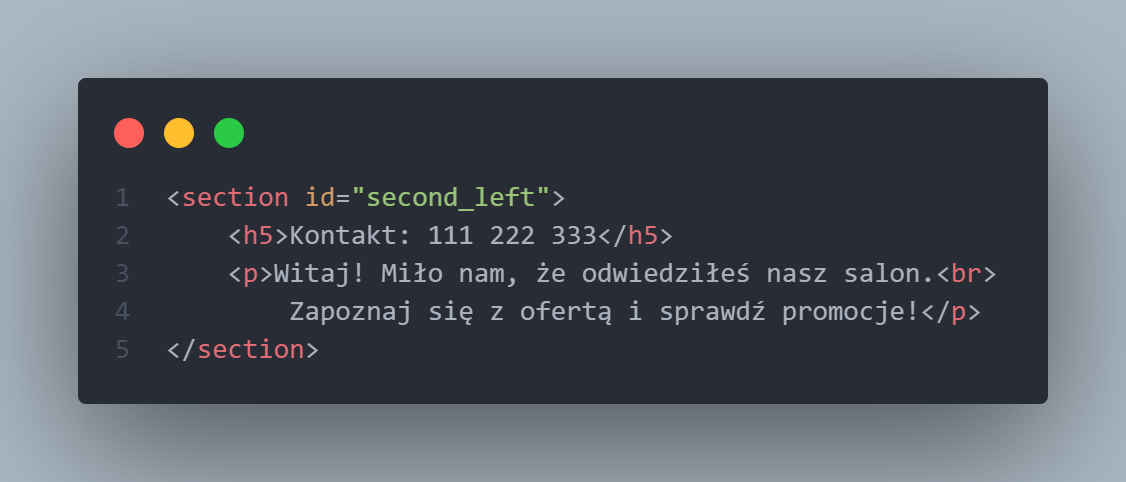 1 <section id="second_left">
2     <h5>Kontakt: 111 222 333</h5>
3     <p>Witaj! Miło nam, że odwiedziłeś nasz salon.<br>
4         Zapoznaj się z ofertą i sprawdź promocje!</p>
5 </section>